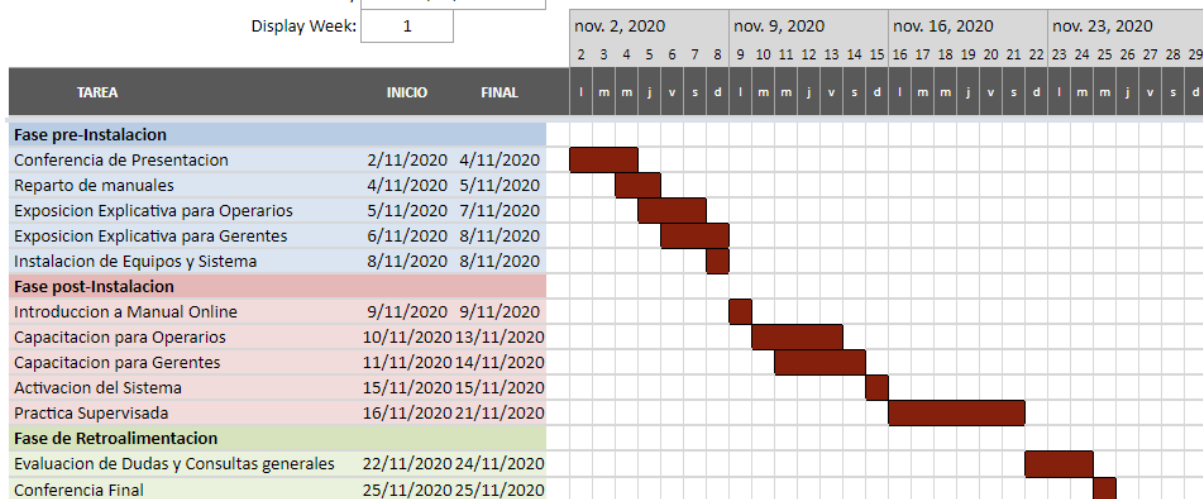 Display Week: 1
nov. 2, 2020 nov. 9, 2020 nov. 16, 2020 nov. 23, 2020
2 3 4 5 6 7 8 9 10 11 12 13 14 15 16 17 18 19 20 21 22 23 24 25 26 27 28 29
TAREA INICIO FINAL l m m j v s d l m m j v s d l m m j v s d l m m j v s d
Fase pre-Instalacion
Conferencia de Presentacion 2/11/2020 4/11/2020
Reparto de manuales 4/11/2020 5/11/2020
Exposicion Explicativa para Operarios 5/11/2020 7/11/2020
Exposicion Explicativa para Gerentes 6/11/2020 8/11/2020
Instalacion de Equipos y Sistema 8/11/2020 8/11/2020
Fase post-Instalacion
Introduccion a Manual Online 9/11/2020 9/11/2020
Capacitacion para Operarios 10/11/2020 13/11/2020
Capacitacion para Gerentes 11/11/2020 14/11/2020
Activacion del Sistema 15/11/2020 15/11/2020
Practica Supervisada 16/11/2020 21/11/2020
Fase de Retroalimentacion
Evaluacion de Dudas y Consultas generales 22/11/2020 24/11/2020
Conferencia Final 25/11/2020 25/11/2020